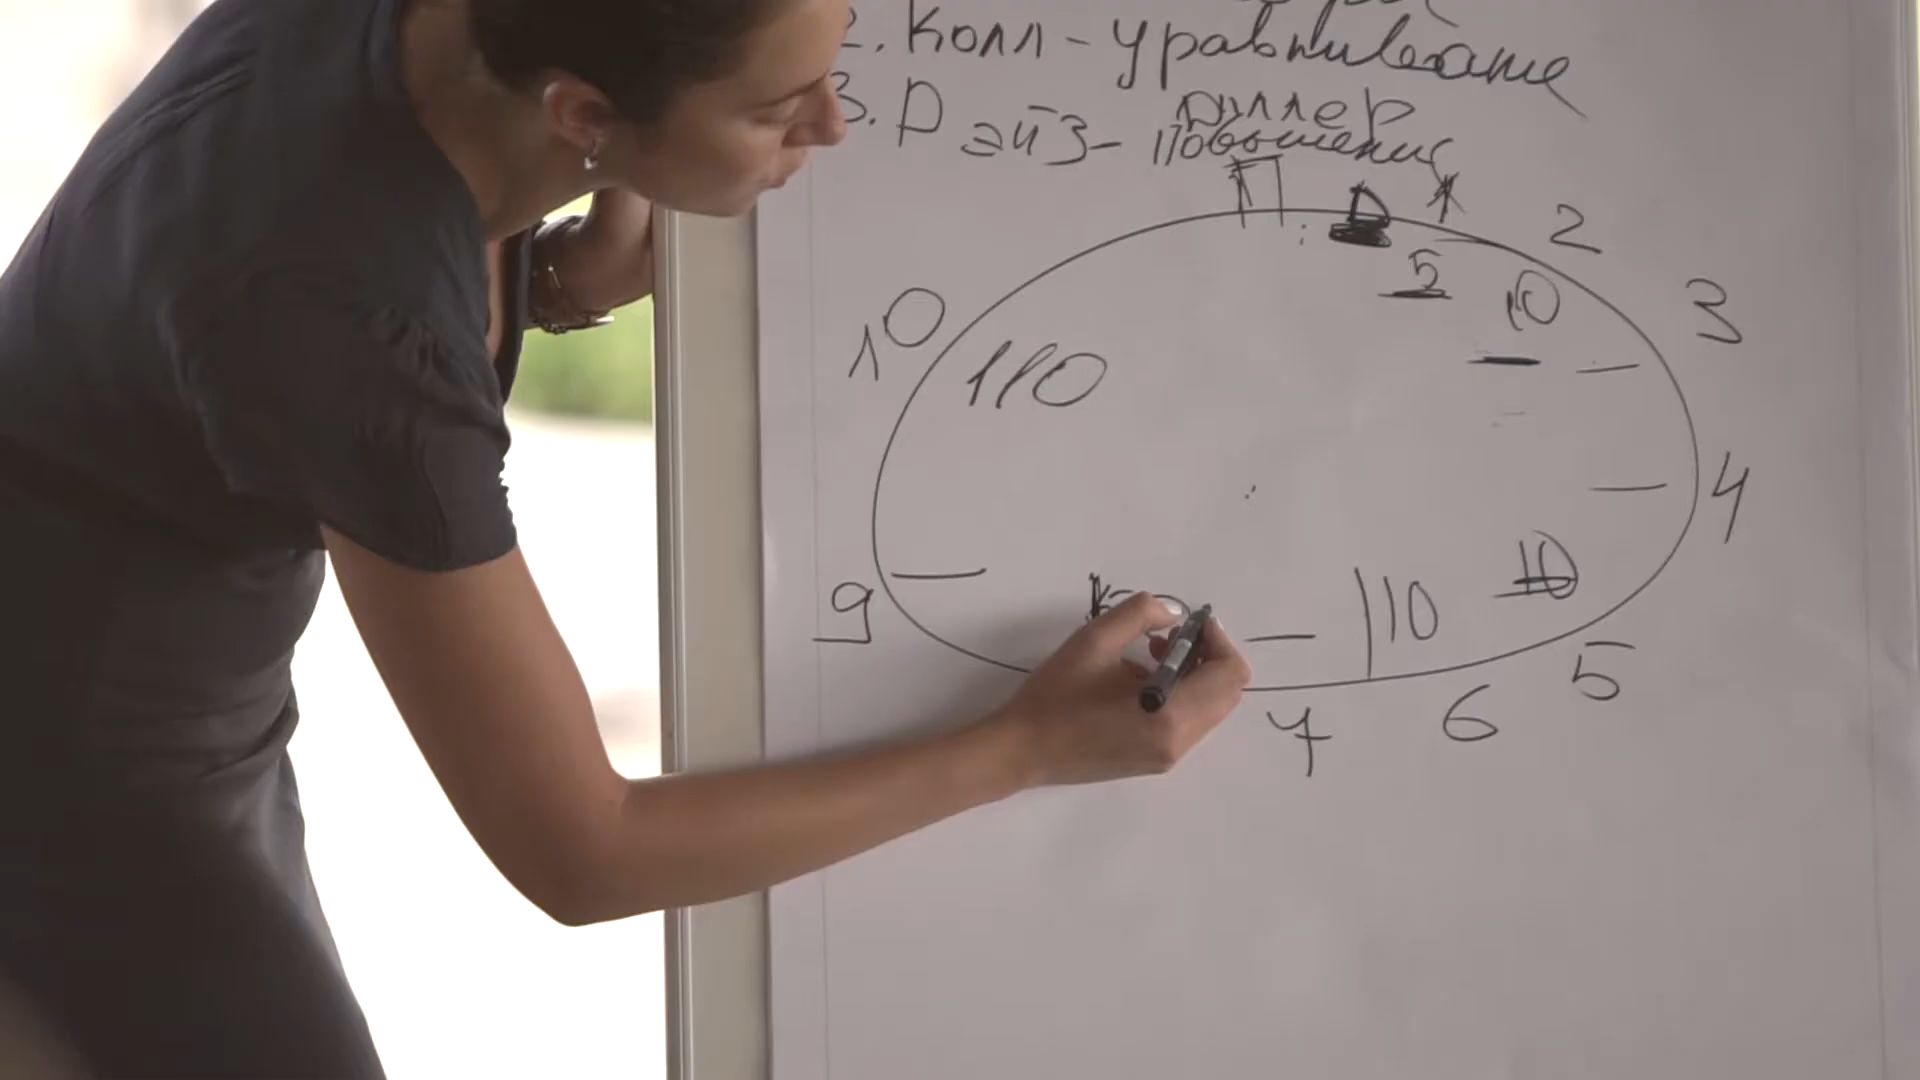 2. Колл - уравнивание
3. Рэйз - Повышение
Дилер
П D 1 2
5 10 3
10 110
4
10
9 110 5
7 6